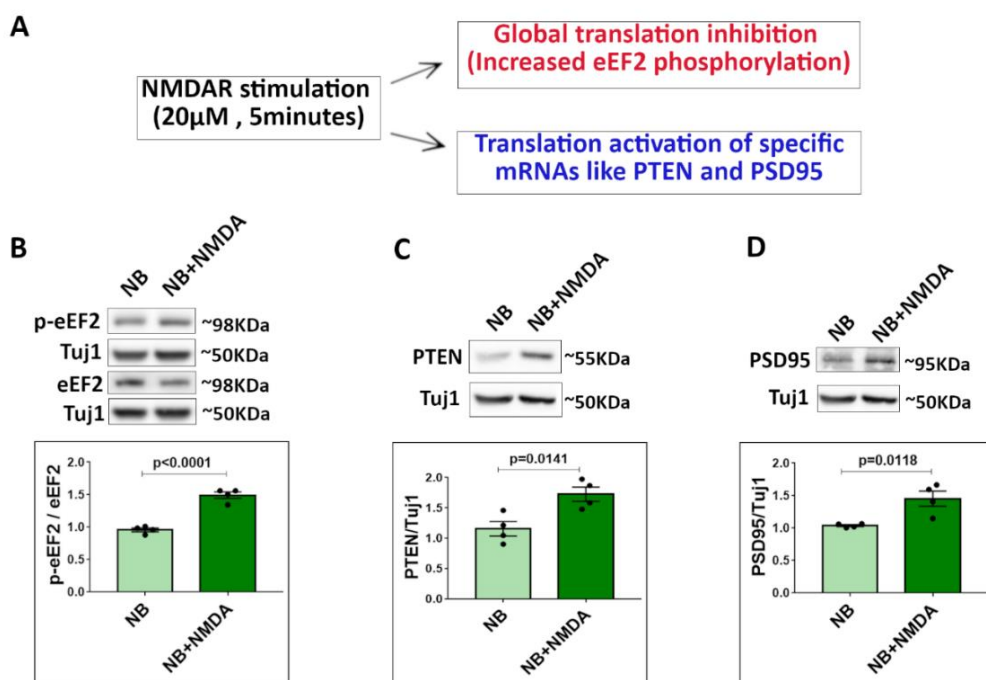 A
NMDAR stimulation
(20µM , 5minutes)
Global translation inhibition
(Increased eEF2 phosphorylation)
Translation activation of specific
mRNAs like PTEN and PSD95
B
NB
NB+NMDA
p-eEF2
~98KDa
Tuj1
~50KDa
eEF2
~98KDa
Tuj1
~50KDa
p<0.0001
p-eEF2 / eEF2
2.0
1.5
1.0
0.5
0.0
NB
NB+NMDA
C
NB
NB+NMDA
PTEN
~55KDa
Tuj1
~50KDa
p=0.0141
PTEN/Tuj1
2.0
1.5
1.0
0.5
0.0
NB
NB+NMDA
D
NB
NB+NMDA
PSD95
~95KDa
Tuj1
~50KDa
p=0.0118
PSD95/Tuj1
2.0
1.5
1.0
0.5
0.0
NB
NB+NMDA